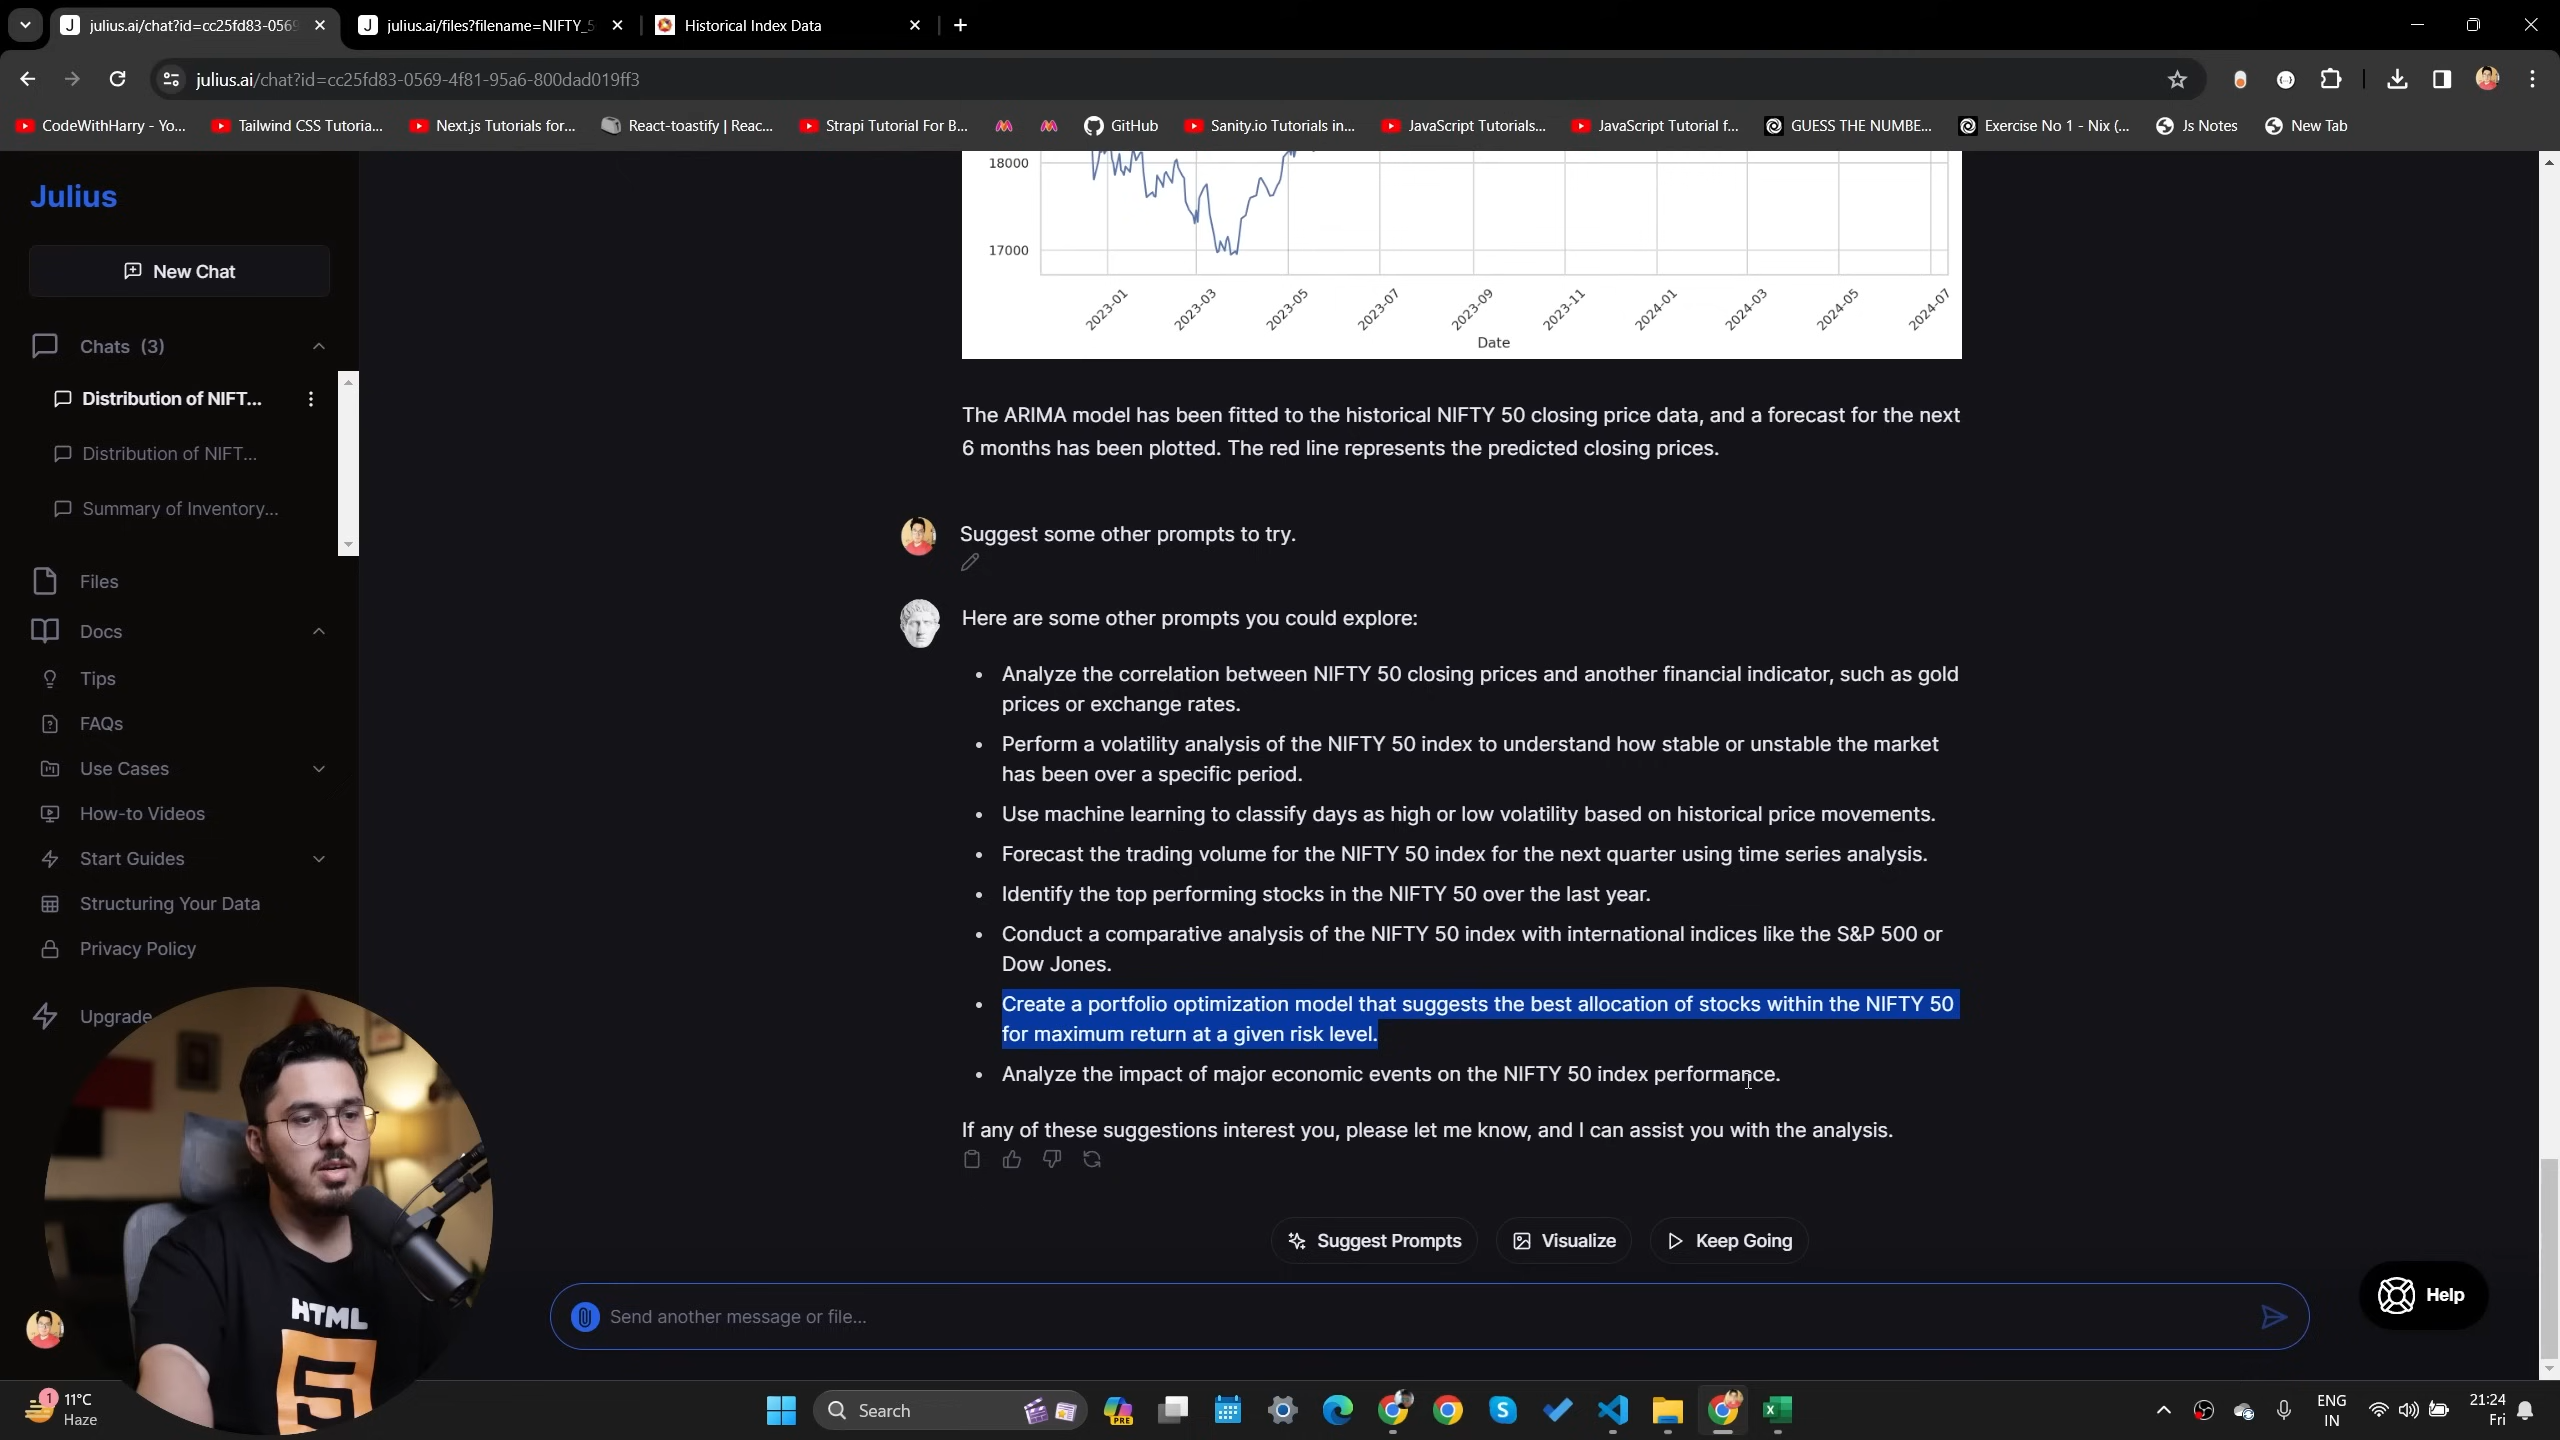 julius.ai/chat?id=cc25fd83-0569
julius.ai/files?filename=NIFTY_5
Historical Index Data
julius.ai/chat?id=cc25fd83-0569-4f81-95a6-800dad019ff3
CodeWithHarry - Yo...
Tailwind CSS Tutoria...
Next.js Tutorials for...
React-toastify | Reac...
Strapi Tutorial For B...
GitHub
Sanity.io Tutorials in...
JavaScript Tutorials...
JavaScript Tutorial f...
GUESS THE NUMBE...
Exercise No 1 - Nix (...
Js Notes
New Tab
Julius
New Chat
Chats (3)
Distribution of NIFT...
Distribution of NIFT...
Summary of Inventory...
Files
Docs
Tips
FAQs
Use Cases
How-to Videos
Start Guides
Structuring Your Data
Privacy Policy
Upgrade
18000
17000
2023-01
2023-03
2023-05
2023-07
2023-09
2023-11
2024-01
2024-03
2024-05
2024-07
Date
The ARIMA model has been fitted to the historical NIFTY 50 closing price data, and a forecast for the next
6 months has been plotted. The red line represents the predicted closing prices.
Suggest some other prompts to try.
Here are some other prompts you could explore:
• Analyze the correlation between NIFTY 50 closing prices and another financial indicator, such as gold
prices or exchange rates.
• Perform a volatility analysis of the NIFTY 50 index to understand how stable or unstable the market
has been over a specific period.
• Use machine learning to classify days as high or low volatility based on historical price movements.
• Forecast the trading volume for the NIFTY 50 index for the next quarter using time series analysis.
• Identify the top performing stocks in the NIFTY 50 over the last year.
• Conduct a comparative analysis of the NIFTY 50 index with international indices like the S&P 500 or
Dow Jones.
• Create a portfolio optimization model that suggests the best allocation of stocks within the NIFTY 50
for maximum return at a given risk level.
• Analyze the impact of major economic events on the NIFTY 50 index performance.
If any of these suggestions interest you, please let me know, and I can assist you with the analysis.
Suggest Prompts
Visualize
Keep Going
Send another message or file...
Help
HTML
5
1
11°C
Haze
Search
PRE
ENG
IN
21:24
Fri